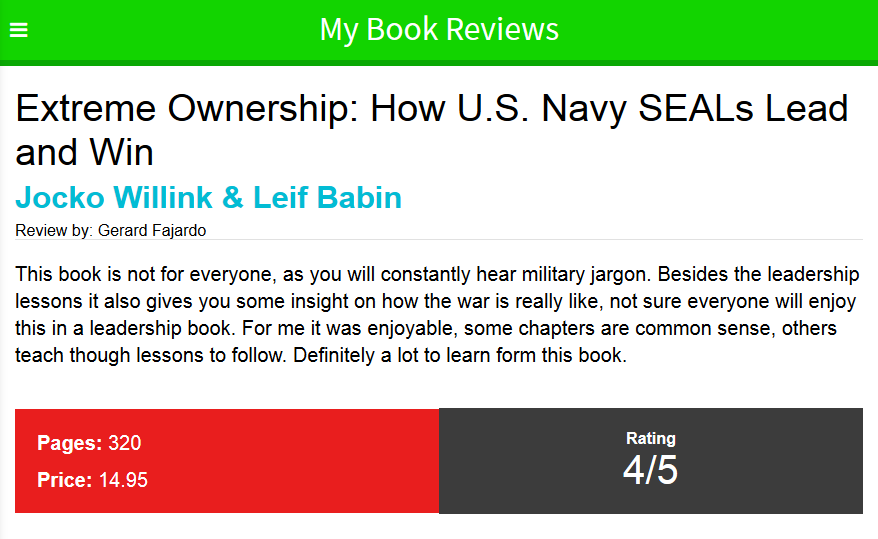 My Book Reviews
Extreme Ownership: How U.S. Navy SEALs Lead
and Win
Jocko Willink & Leif Babin
Review by: Gerard Fajardo
This book is not for everyone, as you will constantly hear military jargon. Besides the leadership
lessons it also gives you some insight on how the war is really like, not sure everyone will enjoy
this in a leadership book. For me it was enjoyable, some chapters are common sense, others
teach though lessons to follow. Definitely a lot to learn form this book.
Pages: 320
Price: 14.95
Rating
4/5